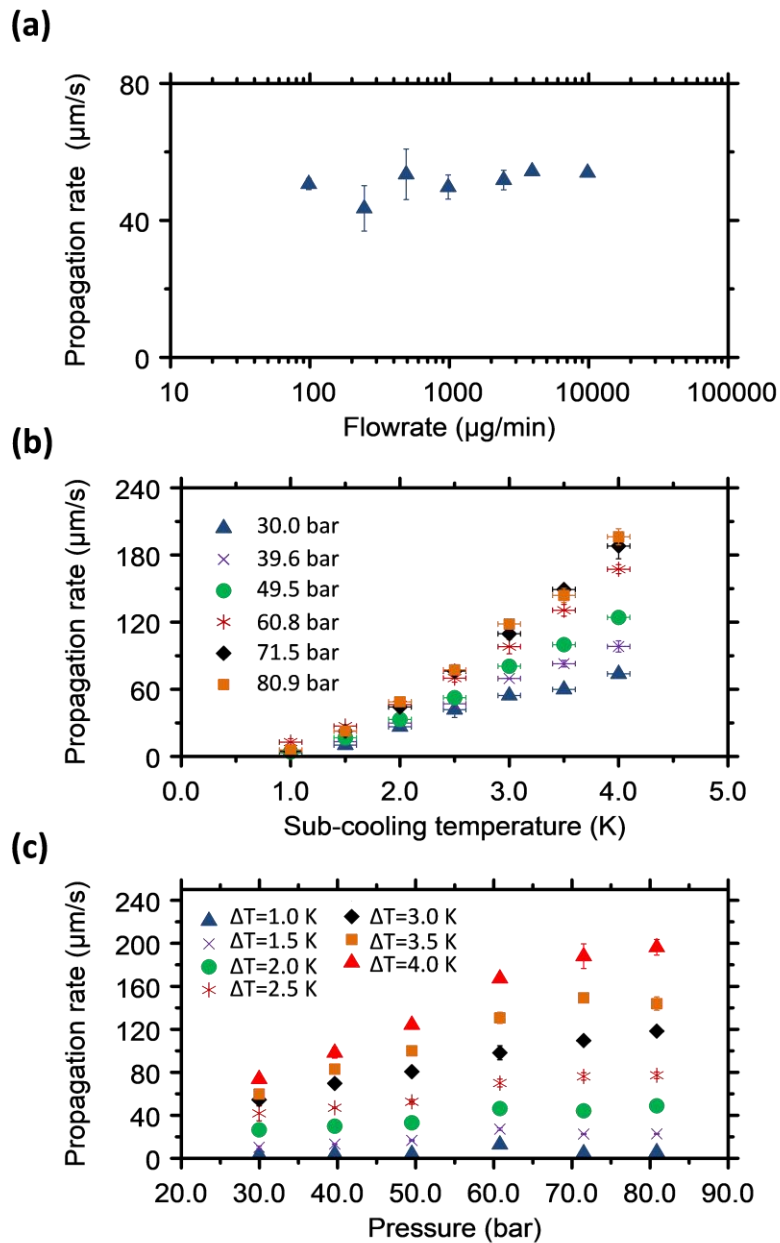 (a)
80
40
0
Propagation rate (µm/s)
10 100 1000 10000 100000
Flowrate (µg/min)
(b)
240
180
120
60
0
Propagation rate (µm/s)
30.0 bar
39.6 bar
49.5 bar
60.8 bar
71.5 bar
80.9 bar
0.0 1.0 2.0 3.0 4.0 5.0
Sub-cooling temperature (K)
(c)
240
200
160
120
80
40
0
Propagation rate (µm/s)
ΔT=1.0 K ΔT=3.0 K
ΔT=1.5 K ΔT=3.5 K
ΔT=2.0 K ΔT=4.0 K
ΔT=2.5 K
20.0 30.0 40.0 50.0 60.0 70.0 80.0 90.0
Pressure (bar)